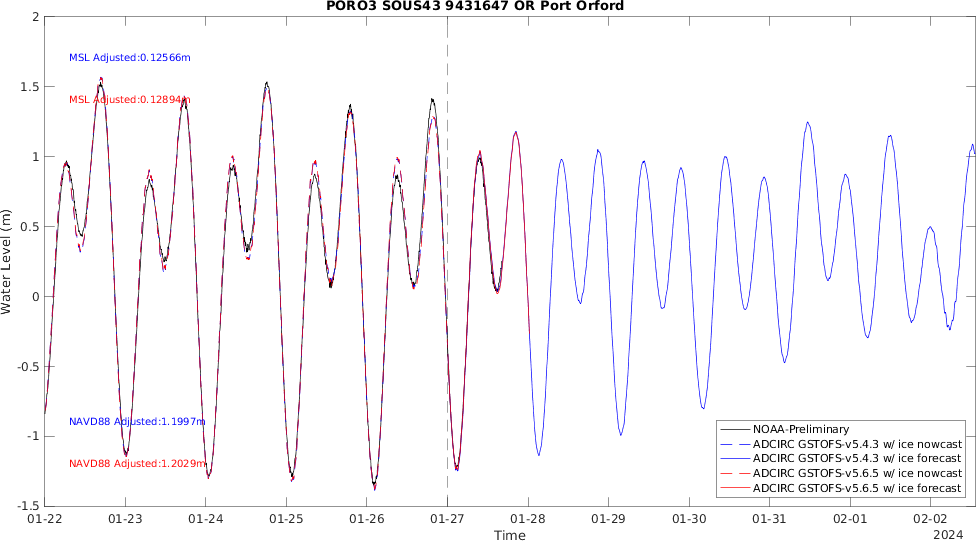 PORO3 SOUS43 9431647 OR Port Orford
Water Level (m)
2
1.5
1
0.5
0
-0.5
-1
-1.5
MSL Adjusted:0.12566m
MSL Adjusted:0.12894m
NAVD88 Adjusted:1.1997m
NAVD88 Adjusted:1.2029m
NOAA-Preliminary
ADCIRC GSTOFS-v5.4.3 w/ ice nowcast
ADCIRC GSTOFS-v5.4.3 w/ ice forecast
ADCIRC GSTOFS-v5.6.5 w/ ice nowcast
ADCIRC GSTOFS-v5.6.5 w/ ice forecast
01-22 01-23 01-24 01-25 01-26 01-27 01-28 01-29 01-30 01-31 02-01 02-02
2024
Time